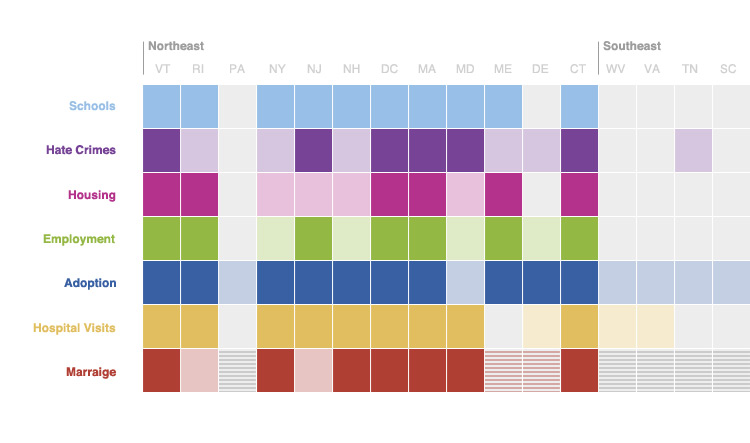 Northeast Southeast
VT RI PA NY NJ NH DC MA MD ME DE CT WV VA TN SC
Schools
Hate Crimes
Housing
Employment
Adoption
Hospital Visits
Marraige